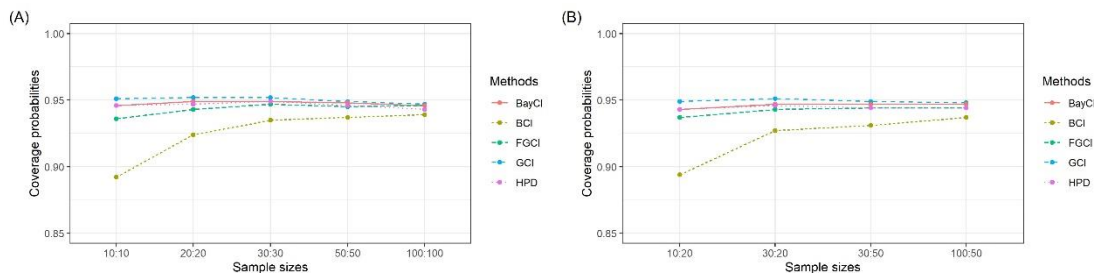 (A)
1.00
0.95
0.90
0.85
Coverage probabilities
10:10 20:20 30:30 50:50 100:100
Sample sizes
Methods
BayCI
BCI
FGCI
GCI
HPD
(B)
1.00
0.95
0.90
0.85
Coverage probabilities
10:20 30:20 30:50 100:50
Sample sizes
Methods
BayCI
BCI
FGCI
GCI
HPD